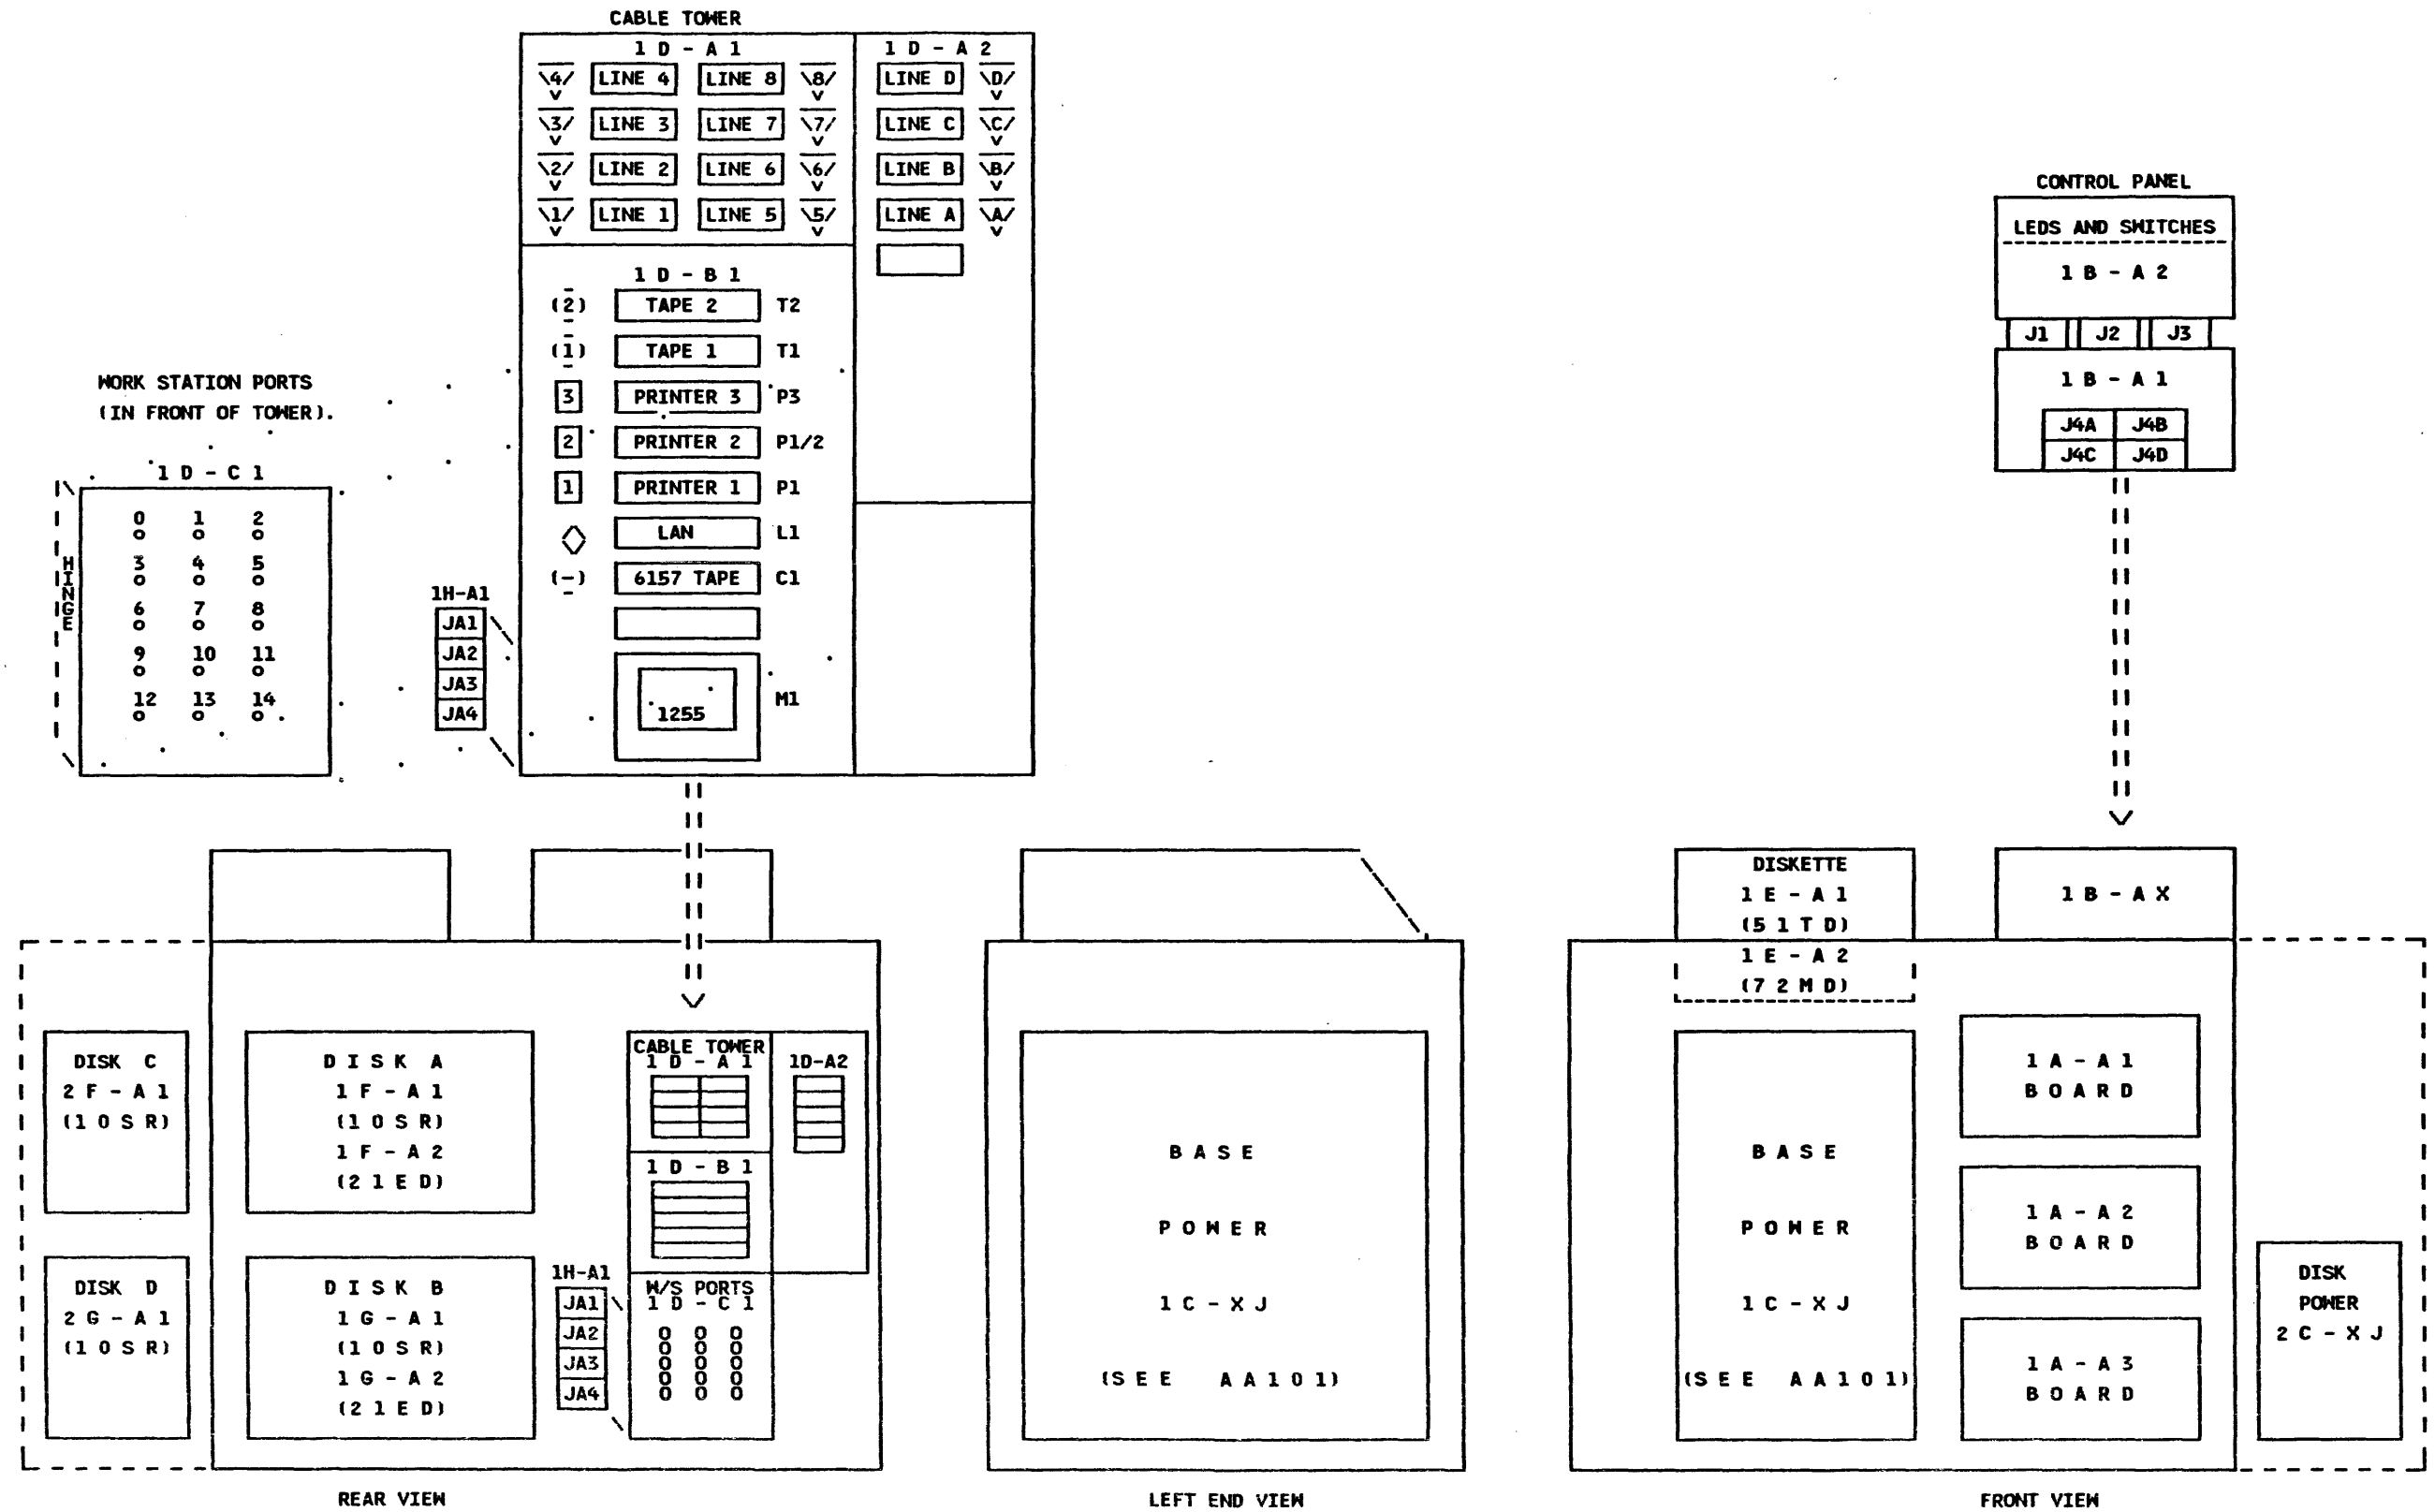 CABLE TOWER
1 D - A 1
1 D - A 2
\4/ LINE 4 LINE 8 \8/ LINE D \D/
\3/ LINE 3 LINE 7 \7/ LINE C \C/
\2/ LINE 2 LINE 6 \6/ LINE B \B/
\1/ LINE 1 LINE 5 \5/ LINE A \A/
1 D - B 1
(2) TAPE 2 T2
(1) TAPE 1 T1
3 PRINTER 3 P3
2 PRINTER 2 P1/2
1 PRINTER 1 P1
LAN L1
(-) 6157 TAPE C1
1255 M1
WORK STATION PORTS
(IN FRONT OF TOWER).
1 D - C 1
HINGE
0 1 2
3 4 5
6 7 8
9 10 11
12 13 14
1H-A1
JA1
JA2
JA3
JA4
CONTROL PANEL
LEDS AND SWITCHES
1 B - A 2
J1 J2 J3
1 B - A 1
J4A J4B
J4C J4D
DISK C
2 F - A 1
(1 0 S R)
DISK D
2 G - A 1
(1 0 S R)
D I S K A
1 F - A 1
(1 0 S R)
1 F - A 2
(2 1 E D)
D I S K B
1 G - A 1
(1 0 S R)
1 G - A 2
(2 1 E D)
CABLE TOWER
1 D - A 1
1D-A2
1 D - B 1
1H-A1
JA1
JA2
JA3
JA4
W/S PORTS
1 D - C 1
O O O
O O O
O O O
O O O
O O O
REAR VIEW
B A S E
P O W E R
1 C - X J
(S E E A A 1 0 1)
LEFT END VIEW
DISKETTE
1 E - A 1
(5 1 T D)
1 E - A 2
(7 2 M D)
1 B - A X
B A S E
P O W E R
1 C - X J
(S E E A A 1 0 1)
1 A - A 1
B O A R D
1 A - A 2
B O A R D
1 A - A 3
B O A R D
DISK
POWER
2 C - X J
FRONT VIEW